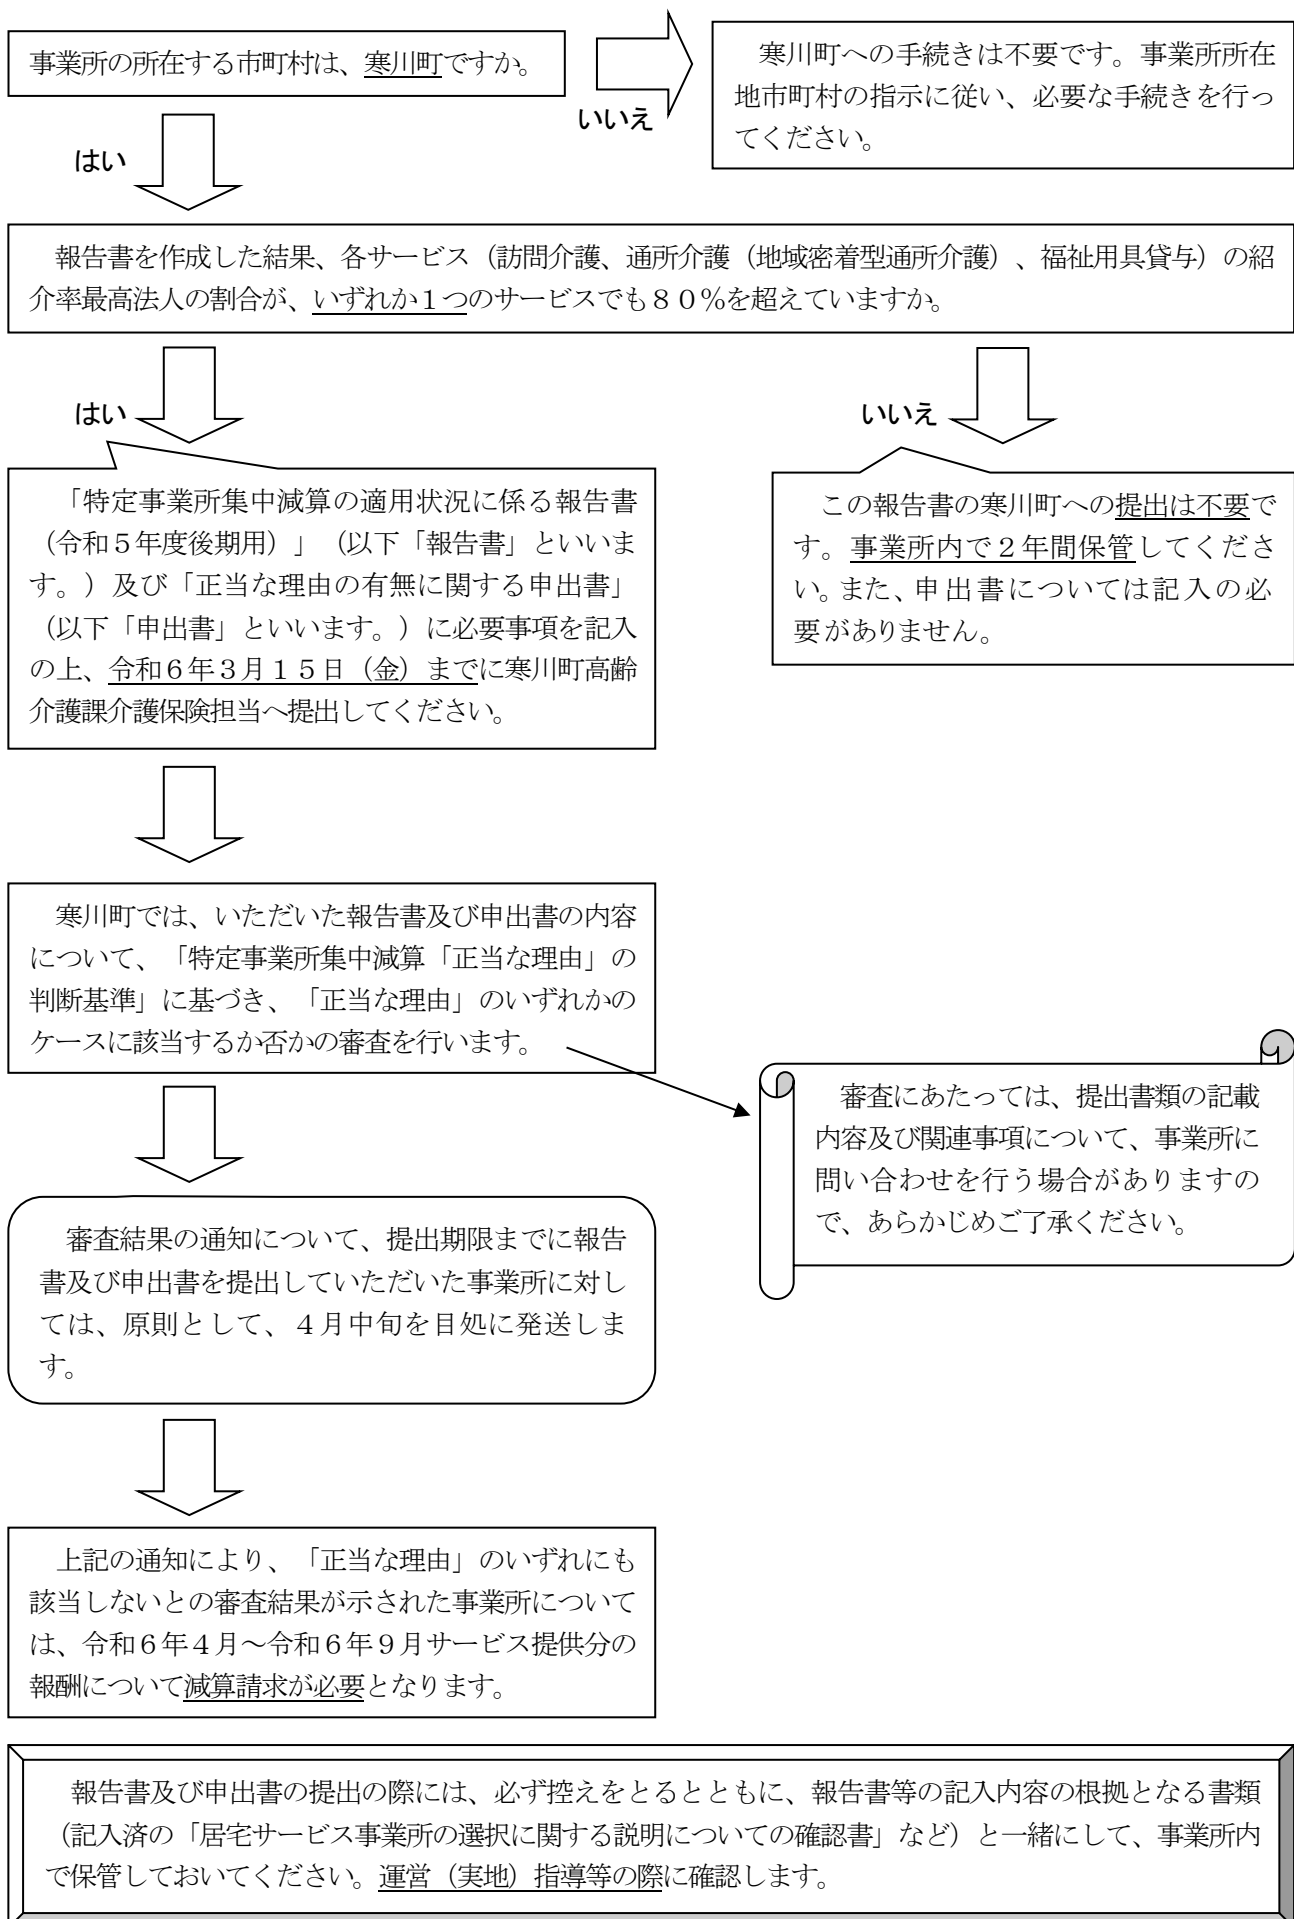 事業所の所在する市町村は、寒川町ですか。
いいえ
寒川町への手続きは不要です。事業所所在
地市町村の指示に従い、必要な手続きを行っ
てください。
はい
報告書を作成した結果、各サービス（訪問介護、通所介護（地域密着型通所介護）、福祉用具貸与）の紹
介率最高法人の割合が、いずれか１つのサービスでも８０％を超えていますか。
はい
いいえ
「特定事業所集中減算の適用状況に係る報告書
（令和５年度後期用）」（以下「報告書」といいま
す。）及び「正当な理由の有無に関する申出書」
（以下「申出書」といいます。）に必要事項を記入
の上、令和６年３月１５日（金）までに寒川町高齢
介護課介護保険担当へ提出してください。
この報告書の寒川町への提出は不要で
す。事業所内で２年間保管してくださ
い。また、申出書については記入の必
要がありません。
寒川町では、いただいた報告書及び申出書の内容
について、「特定事業所集中減算「正当な理由」の
判断基準」に基づき、「正当な理由」のいずれかの
ケースに該当するか否かの審査を行います。
審査にあたっては、提出書類の記載
内容及び関連事項について、事業所に
問い合わせを行う場合がありますの
で、あらかじめご了承ください。
審査結果の通知について、提出期限までに報告
書及び申出書を提出していただいた事業所に対し
ては、原則として、４月中旬を目処に発送しま
す。
上記の通知により、「正当な理由」のいずれにも
該当しないとの審査結果が示された事業所について
は、令和６年４月～令和６年９月サービス提供分の
報酬について減算請求が必要となります。
報告書及び申出書の提出の際には、必ず控えをとるとともに、報告書等の記入内容の根拠となる書類
（記入済の「居宅サービス事業所の選択に関する説明についての確認書」など）と一緒にして、事業所内
で保管しておいてください。運営（実地）指導等の際に確認します。